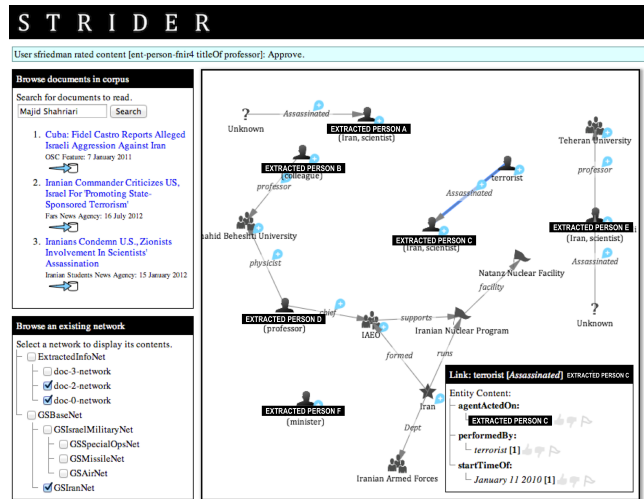 STRIDER
User sfriedman rated content [ent-person-fnir4 titleOf professor]: Approve.
Browse documents in corpus
Search for documents to read.
Majid Shahriari
Search
1. Cuba: Fidel Castro Reports Alleged
Israeli Aggression Against Iran
OSC Feature: 7 January 2011
2. Iranian Commander Criticizes US,
Israel For 'Promoting State-
Sponsored Terrorism'
Fars News Agency: 16 July 2012
3. Iranians Condemn U.S., Zionists
Involvement In Scientists'
Assassination
Iranian Students News Agency: 15 January 2012
Browse an existing network
Select a network to display its contents.
ExtractedInfoNet
doc-3-network
doc-2-network
doc-0-network
GSBaseNet
GSIsraelMilitaryNet
GSSpecialOpsNet
GSMissileNet
GSAirNet
GSIranNet
?
Unknown
Assassinated
EXTRACTED PERSON A
(Iran, scientist)
Teheran University
EXTRACTED PERSON B
(colleague)
professor
terrorist
Assassinated
professor
ahid Beheshti University
EXTRACTED PERSON C
(Iran, scientist)
EXTRACTED PERSON E
(Iran, scientist)
physicist
Natanz Nuclear Facility
Assassinated
facility
EXTRACTED PERSON D
(professor)
chief
IAEO
supports
Iranian Nuclear Program
?
Unknown
formed
runs
Iran
EXTRACTED PERSON F
(minister)
Dept
Iranian Armed Forces
Link: terrorist [Assassinated] EXTRACTED PERSON C
Entity Content:
agentActedOn:
EXTRACTED PERSON C
performedBy:
terrorist [1]
startTimeOf:
January 11 2010 [1]